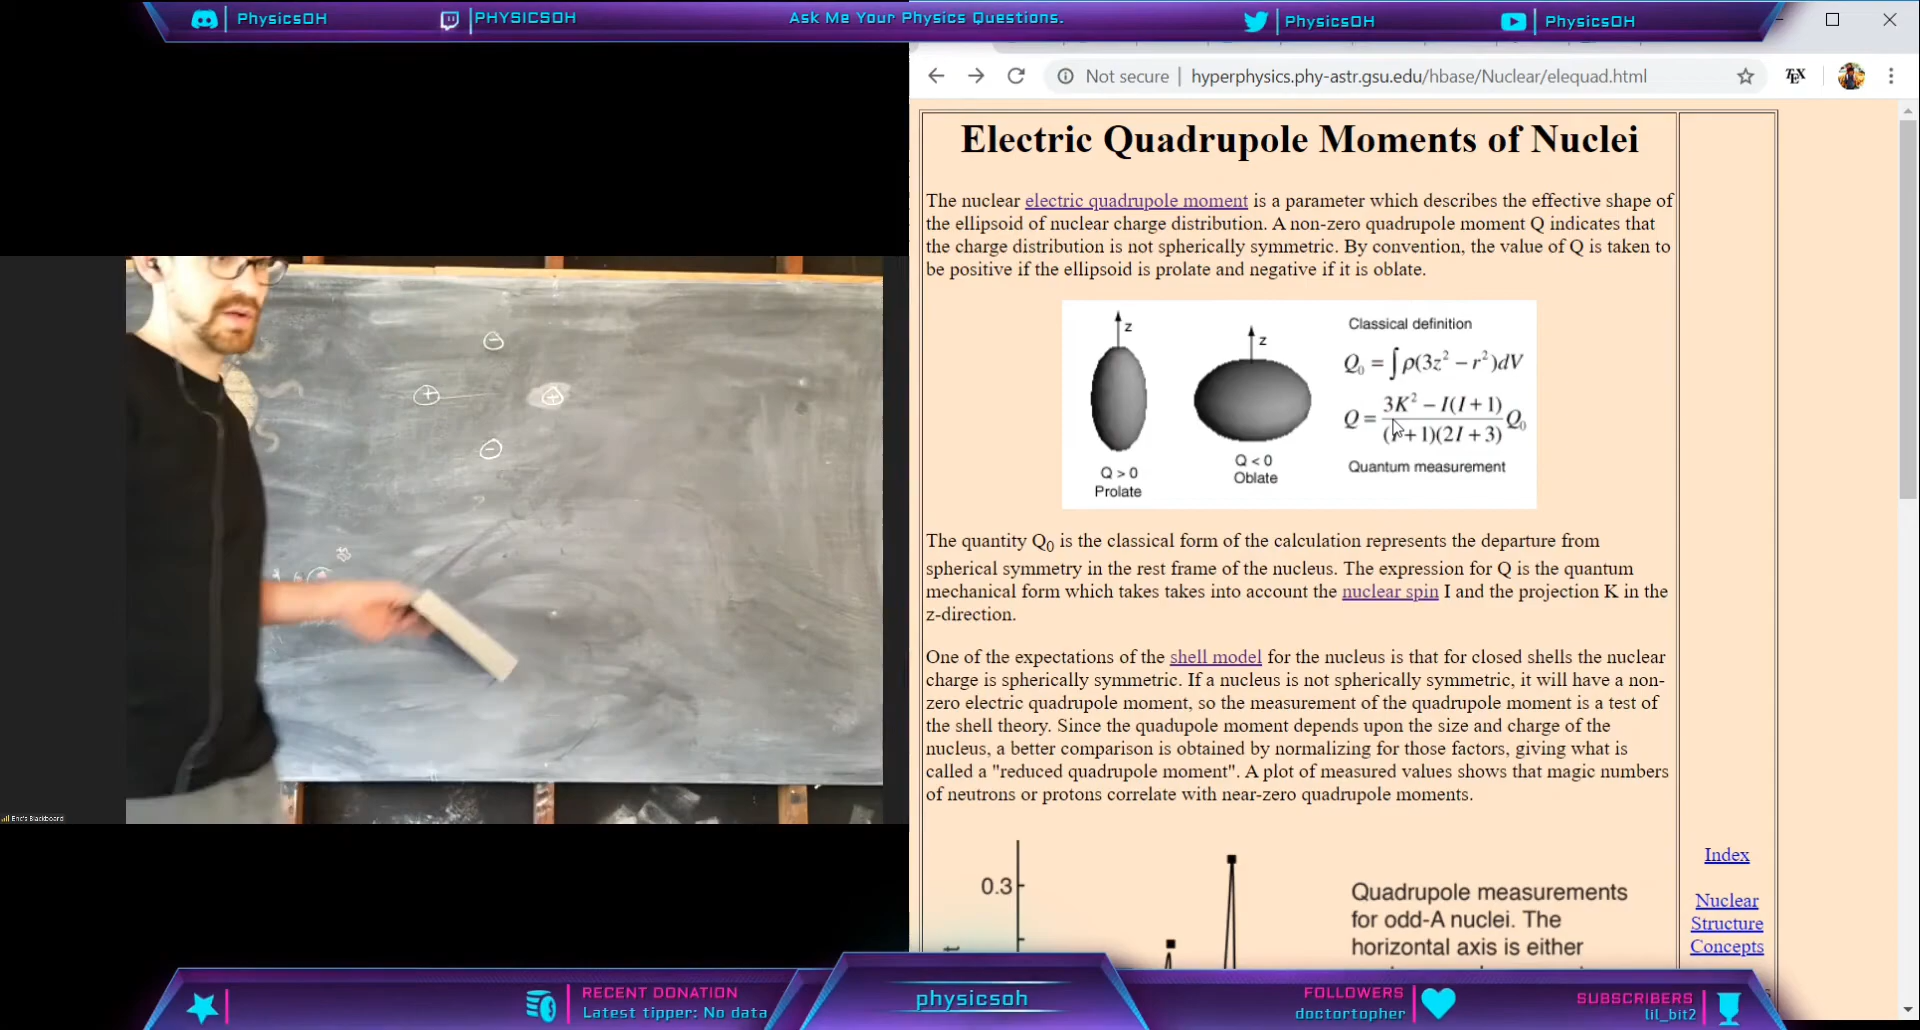 PhysicsOH
PHYSICSOH
Ask Me Your Physics Questions.
PhysicsOH
PhysicsOH
Not secure | hyperphysics.phy-astr.gsu.edu/hbase/Nuclear/elequad.html
TEX
Electric Quadrupole Moments of Nuclei
The nuclear electric quadrupole moment is a parameter which describes the effective shape of
the ellipsoid of nuclear charge distribution. A non-zero quadrupole moment Q indicates that
the charge distribution is not spherically symmetric. By convention, the value of Q is taken to
be positive if the ellipsoid is prolate and negative if it is oblate.
z
z
Q > 0
Prolate
Q < 0
Oblate
Classical definition
Q₀ = ∫ρ(3z² − r²)dV
Q = 3K² − I(I + 1) / (I + 1)(2I + 3) Q₀
Quantum measurement
The quantity Q₀ is the classical form of the calculation represents the departure from
spherical symmetry in the rest frame of the nucleus. The expression for Q is the quantum
mechanical form which takes takes into account the nuclear spin I and the projection K in the
z-direction.
One of the expectations of the shell model for the nucleus is that for closed shells the nuclear
charge is spherically symmetric. If a nucleus is not spherically symmetric, it will have a non-
zero electric quadrupole moment, so the measurement of the quadrupole moment is a test of
the shell theory. Since the quadupole moment depends upon the size and charge of the
nucleus, a better comparison is obtained by normalizing for those factors, giving what is
called a "reduced quadrupole moment". A plot of measured values shows that magic numbers
of neutrons or protons correlate with near-zero quadrupole moments.
0.3
Quadrupole measurements
for odd-A nuclei. The
horizontal axis is either
Index
Nuclear
Structure
Concepts
−
+
+
−
Eric's Blackboard
RECENT DONATION
Latest tipper: No data
physicsoh
FOLLOWERS
doctortopher
SUBSCRIBERS
lil_bit2